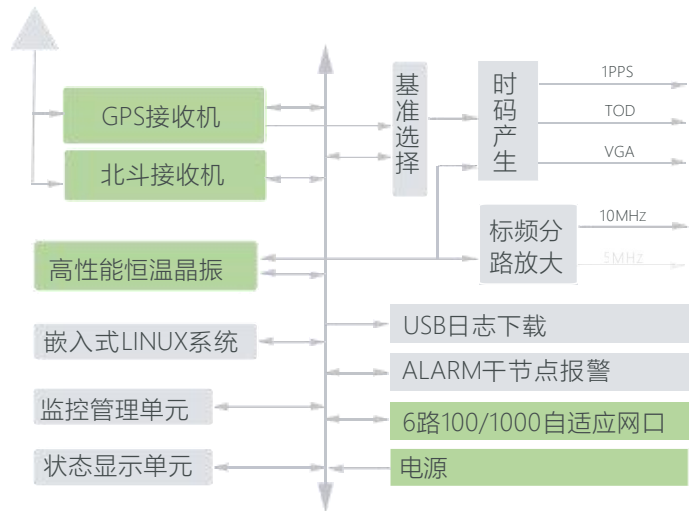 GPS接收机
北斗接收机
高性能恒温晶振
嵌入式LINUX系统
监控管理单元
状态显示单元
基准选择
时码产生
1PPS
TOD
VGA
标频分
路放大
10MHz
5MHz
USB日志下载
ALARM干节点报警
6路100/1000自适应网口
电源